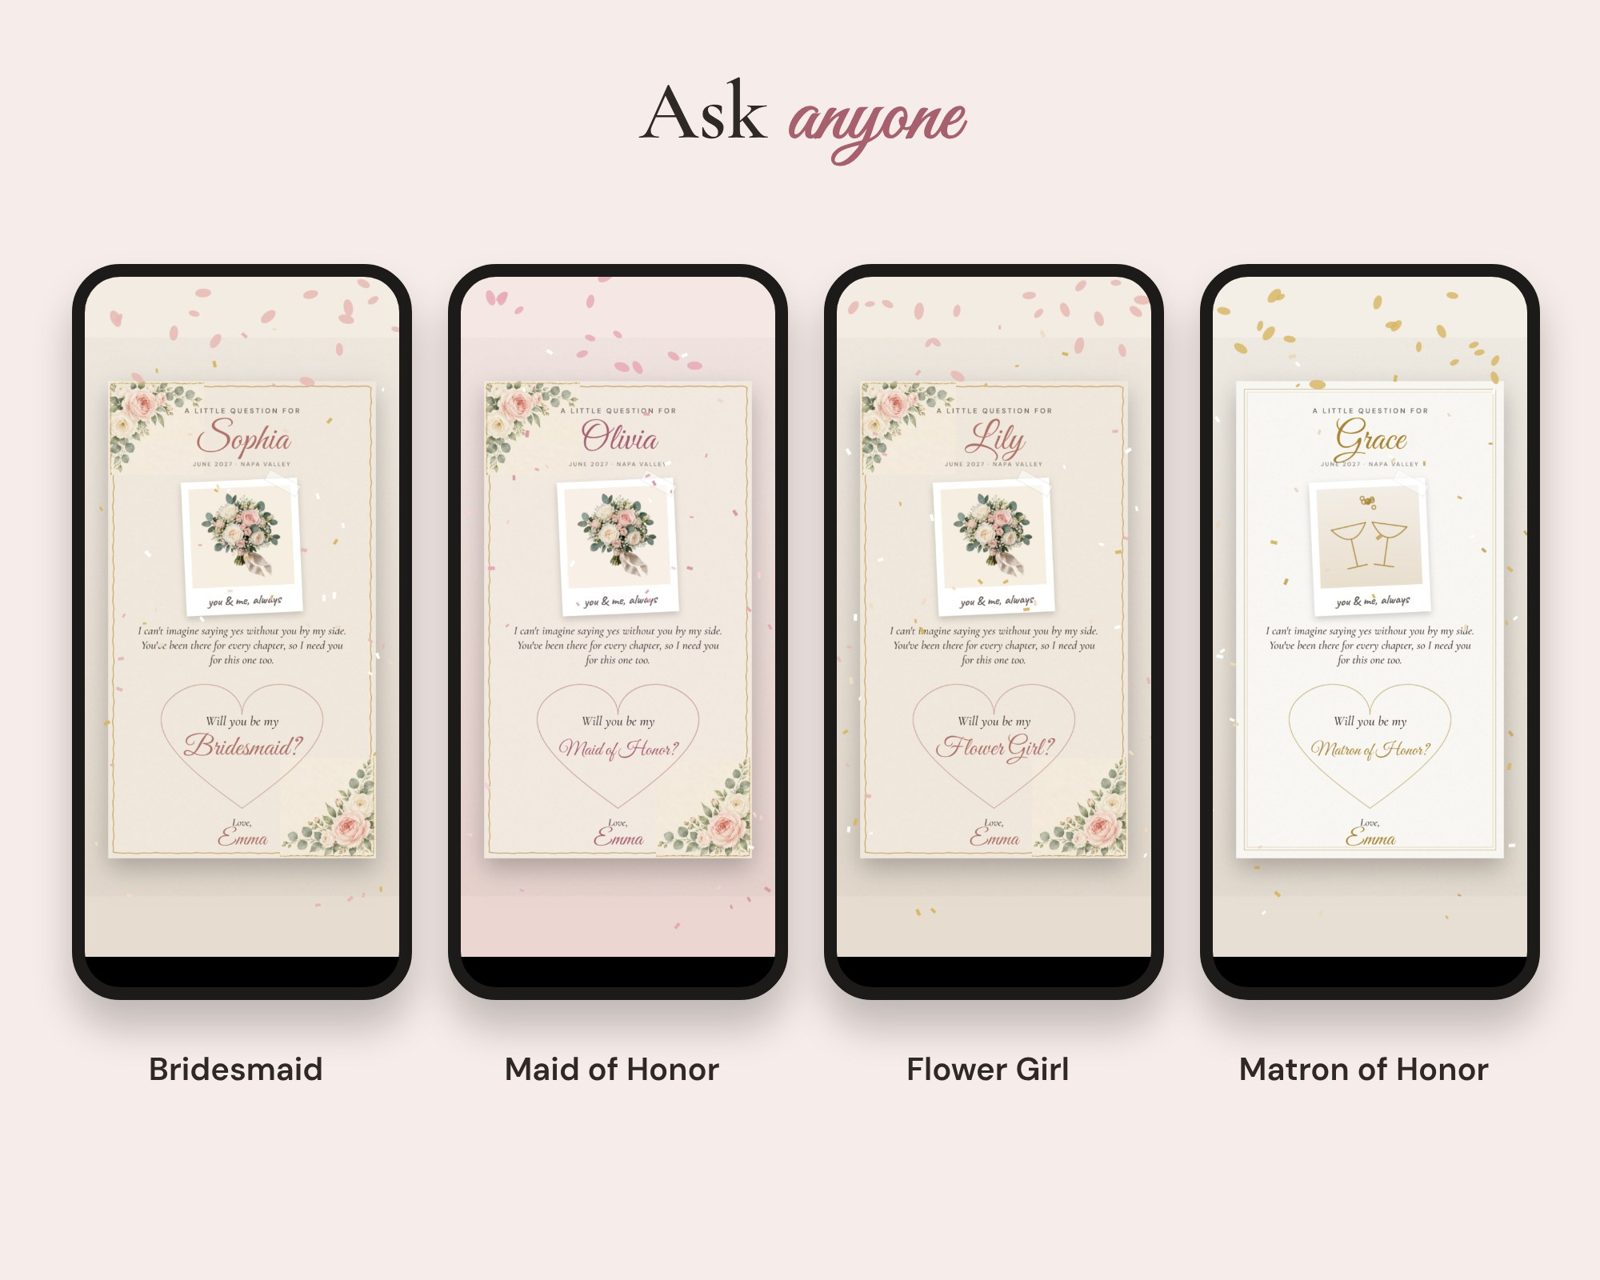 Ask anyone
A LITTLE QUESTION FOR
Sophia
JUNE 2027 · NAPA VALLEY
you & me, always
I can't imagine saying yes without you by my side.
You've been there for every chapter, so I need you
for this one too.
Will you be my
Bridesmaid?
Love,
Emma
Bridesmaid
A LITTLE QUESTION FOR
Olivia
JUNE 2027 · NAPA VALLEY
you & me, always
I can't imagine saying yes without you by my side.
You've been there for every chapter, so I need you
for this one too.
Will you be my
Maid of Honor?
Love,
Emma
Maid of Honor
A LITTLE QUESTION FOR
Lily
JUNE 2027 · NAPA VALLEY
you & me, always
I can't imagine saying yes without you by my side.
You've been there for every chapter, so I need you
for this one too.
Will you be my
Flower Girl?
Love,
Emma
Flower Girl
A LITTLE QUESTION FOR
Grace
JUNE 2027 · NAPA VALLEY
you & me, always
I can't imagine saying yes without you by my side.
You've been there for every chapter, so I need you
for this one too.
Will you be my
Matron of Honor?
Love,
Emma
Matron of Honor